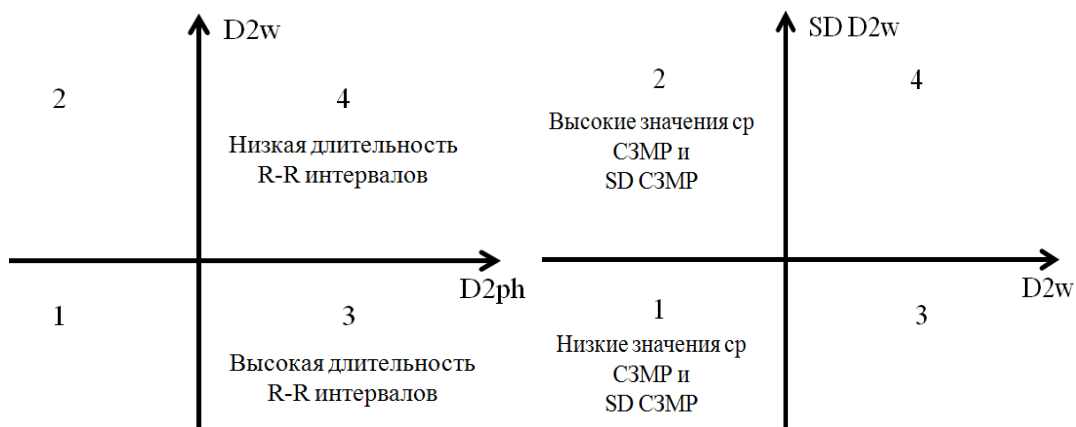 D2w
2
4
Низкая длительность
R-R интервалов
D2ph
1
3
Высокая длительность
R-R интервалов
SD D2w
2
4
Высокие значения ср
СЗМР и
SD СЗМР
D2w
1
3
Низкие значения ср
СЗМР и
SD СЗМР